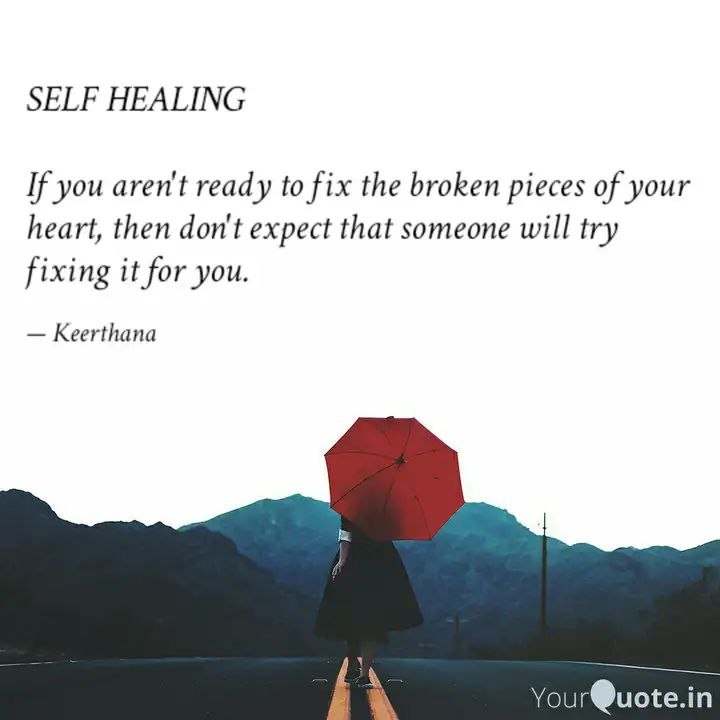 SELF HEALING
If you aren't ready to fix the broken pieces of your
heart, then don't expect that someone will try
fixing it for you.
— Keerthana
YourQuote.in